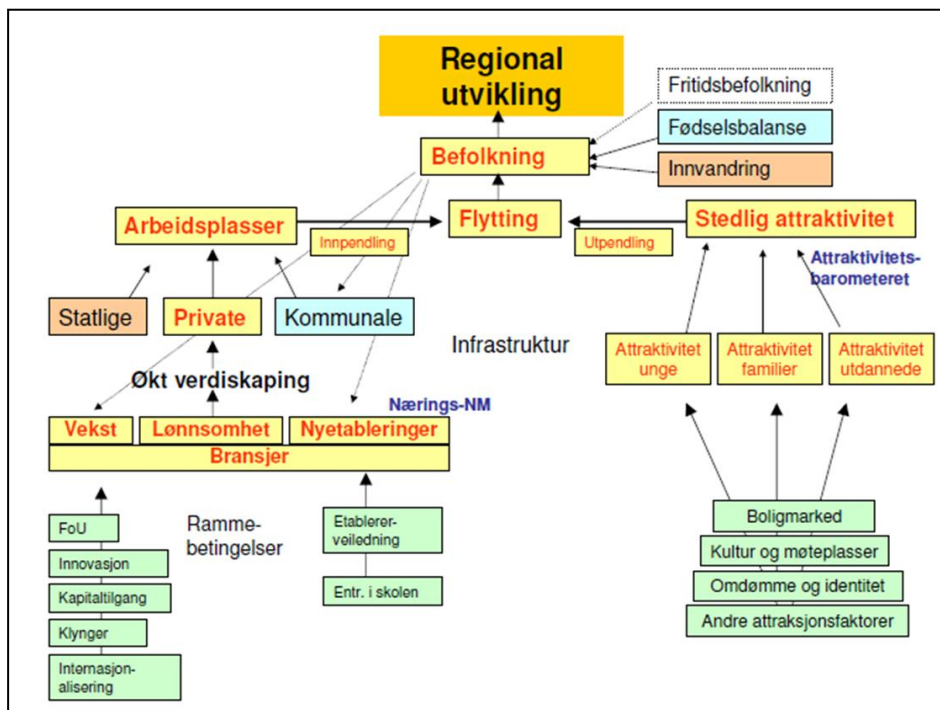 Regional
utvikling
Fritidsbefolkning
Fødselsbalanse
Innvandring
Befolkning
Arbeidsplasser
Innpendling
Flytting
Utpendling
Stedlig attraktivitet
Attraktivitets-
barometeret
Statlige
Private
Kommunale
Infrastruktur
Attraktivitet
unge
Attraktivitet
familier
Attraktivitet
utdannede
Økt verdiskaping
Nærings-NM
Vekst
Lønnsomhet
Nyetableringer
Bransjer
FoU
Innovasjon
Kapitaltilgang
Klynger
Internasjon-
alisering
Ramme-
betingelser
Etablerer-
veiledning
Entr. i skolen
Boligmarked
Kultur og møteplasser
Omdømme og identitet
Andre attraksjonsfaktorer